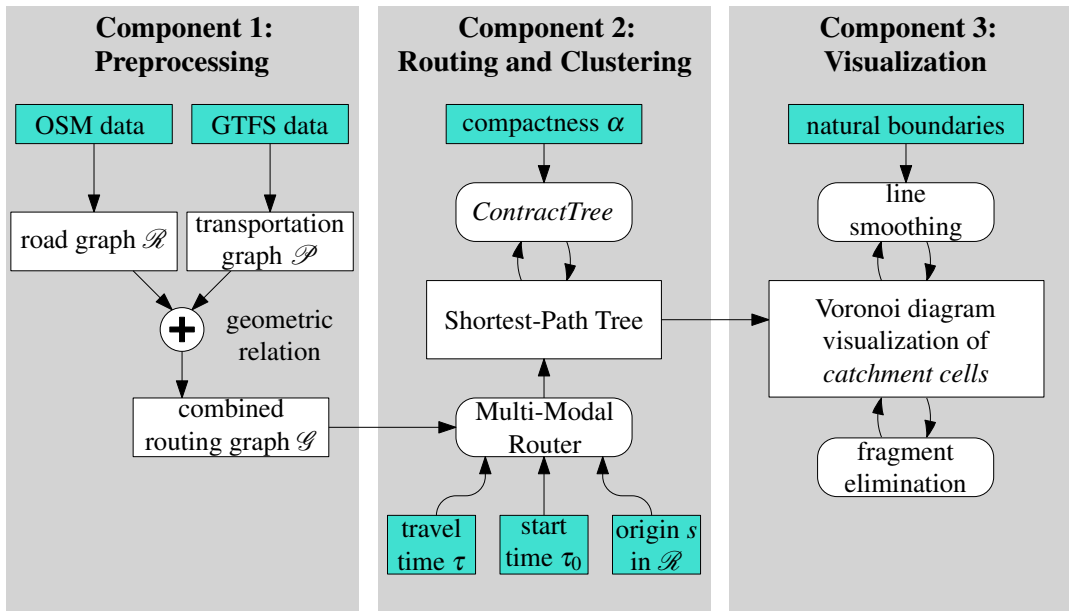 Component 1:
Preprocessing
OSM data
GTFS data
road graph ℛ
transportation
graph 𝒫
+
geometric
relation
combined
routing graph 𝒢
Component 2:
Routing and Clustering
compactness α
ContractTree
Shortest-Path Tree
Multi-Modal
Router
travel
time τ
start
time τ₀
origin s
in ℛ
Component 3:
Visualization
natural boundaries
line
smoothing
Voronoi diagram
visualization of
catchment cells
fragment
elimination